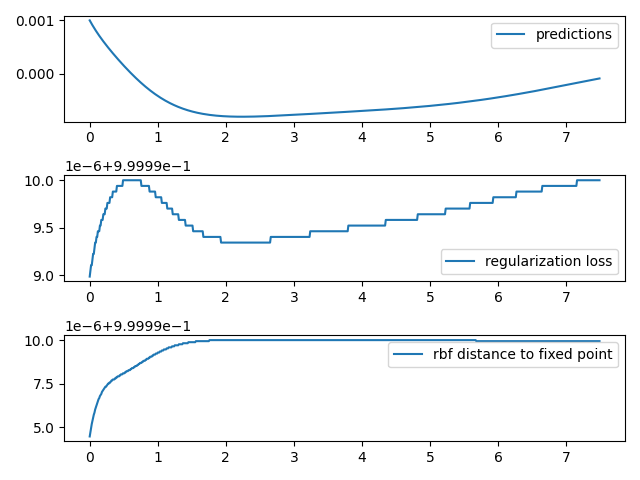 0.001
predictions
0.000
0 1 2 3 4 5 6 7
1e−6+9.9999e−1
10.0
9.5
9.0
regularization loss
0 1 2 3 4 5 6 7
1e−6+9.9999e−1
10.0
rbf distance to fixed point
7.5
5.0
0 1 2 3 4 5 6 7